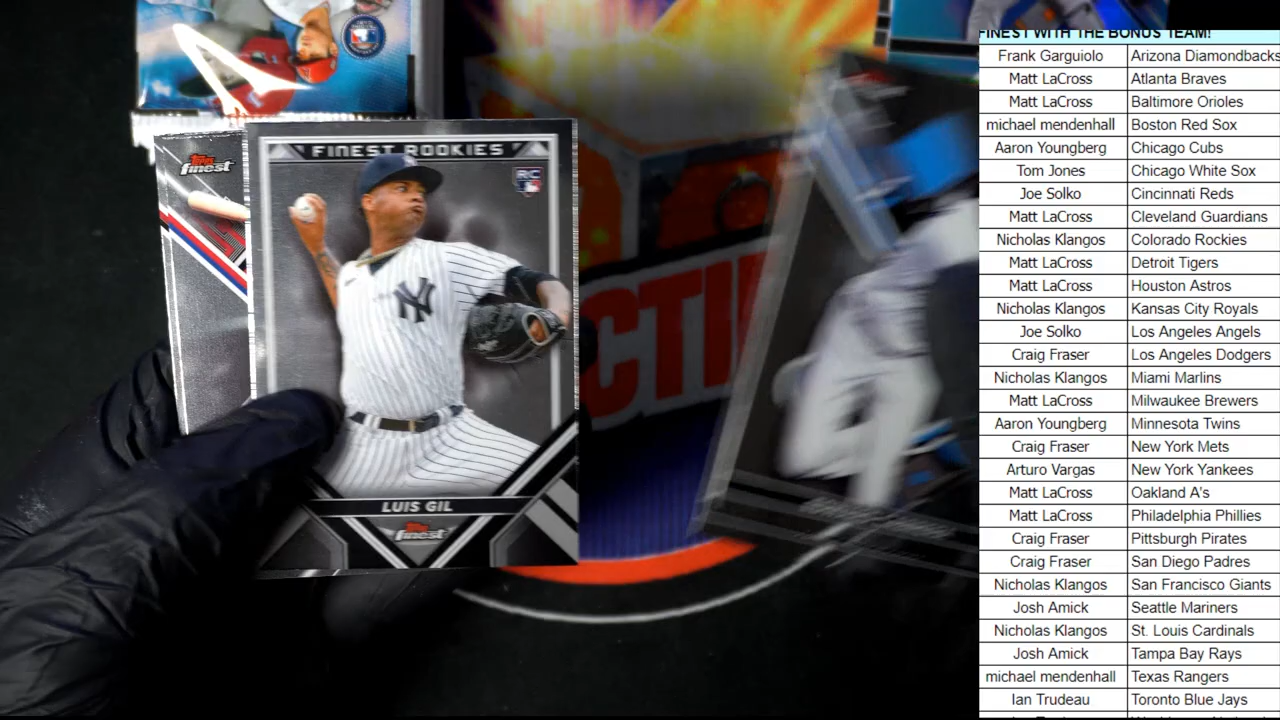 FINEST WITH THE BONUS TEAM!
Frank Garguiolo Arizona Diamondbacks
Matt LaCross Atlanta Braves
Matt LaCross Baltimore Orioles
michael mendenhall Boston Red Sox
Aaron Youngberg Chicago Cubs
Tom Jones Chicago White Sox
Joe Solko Cincinnati Reds
Matt LaCross Cleveland Guardians
Nicholas Klangos Colorado Rockies
Matt LaCross Detroit Tigers
Matt LaCross Houston Astros
Nicholas Klangos Kansas City Royals
Joe Solko Los Angeles Angels
Craig Fraser Los Angeles Dodgers
Nicholas Klangos Miami Marlins
Matt LaCross Milwaukee Brewers
Aaron Youngberg Minnesota Twins
Craig Fraser New York Mets
Arturo Vargas New York Yankees
Matt LaCross Oakland A's
Matt LaCross Philadelphia Phillies
Craig Fraser Pittsburgh Pirates
Craig Fraser San Diego Padres
Nicholas Klangos San Francisco Giants
Josh Amick Seattle Mariners
Nicholas Klangos St. Louis Cardinals
Josh Amick Tampa Bay Rays
michael mendenhall Texas Rangers
Ian Trudeau Toronto Blue Jays
Topps
finest
FINEST ROOKIES
RC
NY
LUIS GIL
Topps
finest
CTI